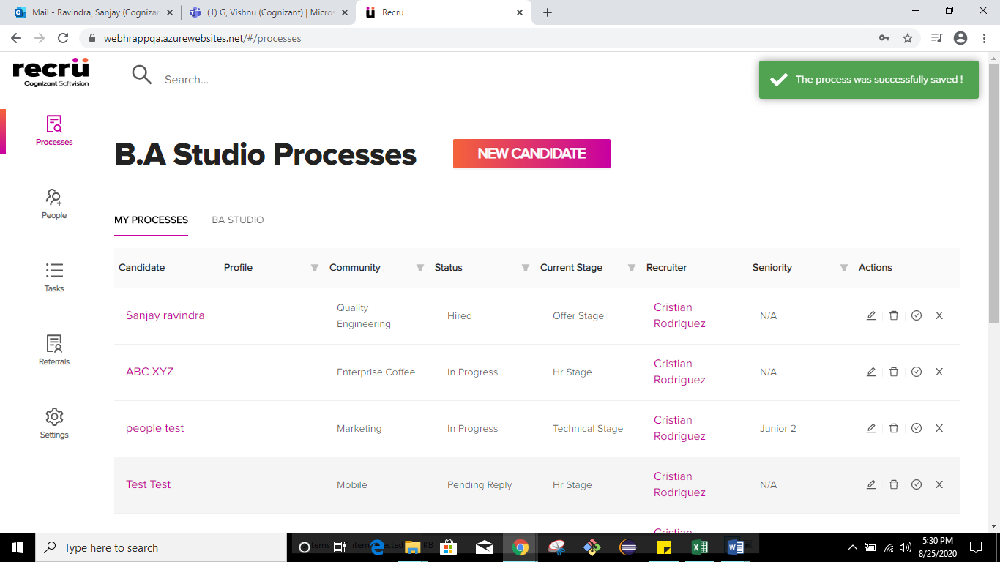 Mail - Ravindra, Sanjay (Cognizan
(1) G, Vishnu (Cognizant) | Micros
Recru
webhrappqa.azurewebsites.net/#/processes
recrü
Cognizant Softvision
Search...
The process was successfully saved !
Processes
People
Tasks
Referrals
Settings
B.A Studio Processes
NEW CANDIDATE
MY PROCESSES BA STUDIO
Candidate Profile Community Status Current Stage Recruiter Seniority Actions
Sanjay ravindra Quality Engineering Hired Offer Stage Cristian Rodriguez N/A X
ABC XYZ Enterprise Coffee In Progress Hr Stage Cristian Rodriguez N/A X
people test Marketing In Progress Technical Stage Cristian Rodriguez Junior 2 X
Test Test Mobile Pending Reply Hr Stage Cristian Rodriguez N/A X
Cristian
Type here to search
5:30 PM
8/25/2020